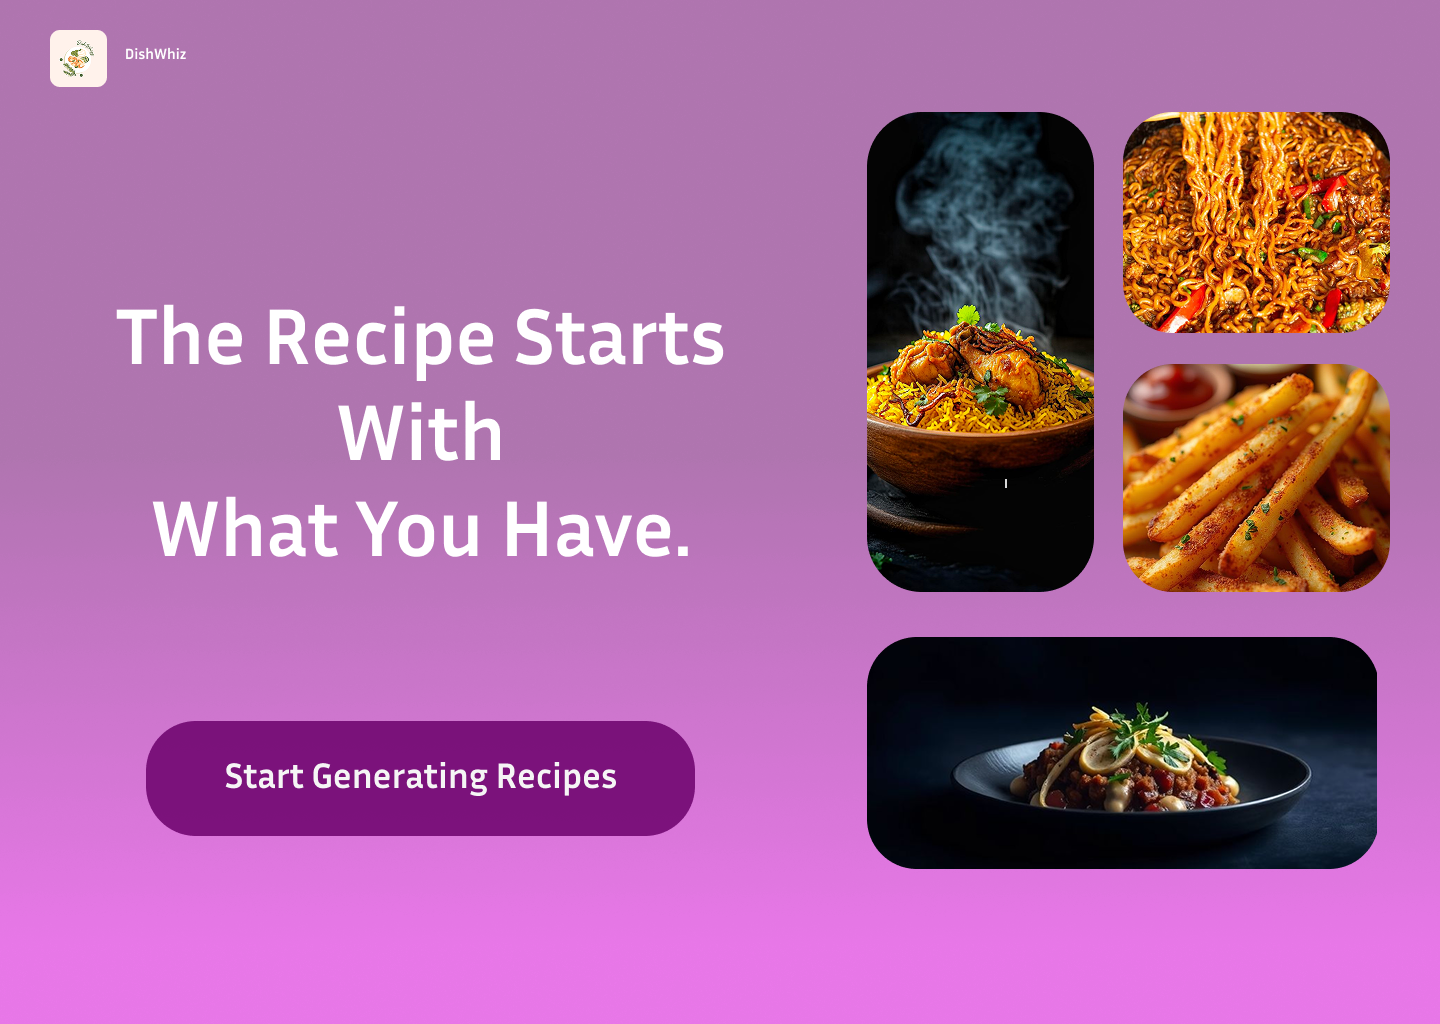 DishWhiz
The Recipe Starts
With
What You Have.
Start Generating Recipes